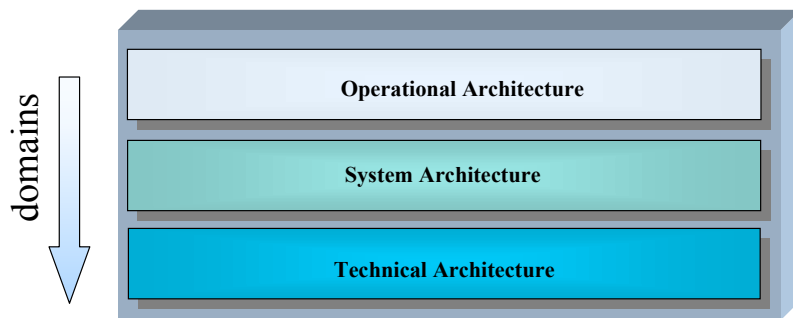 domains
Operational Architecture
System Architecture
Technical Architecture